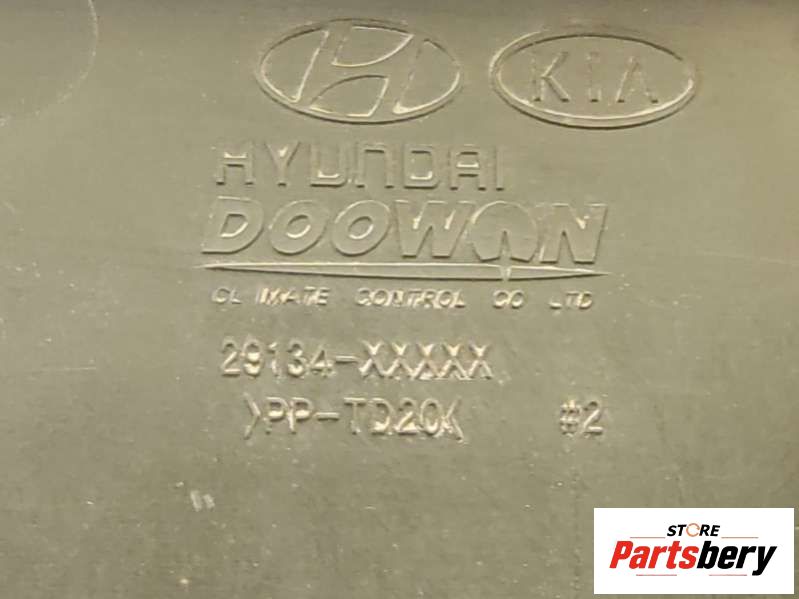 KIA
HYUNDAI
DOOWON
CLIMATE CONTROL CO LTD
29134-XXXXX
>PP-TD20< #2
STORE
Partsbery